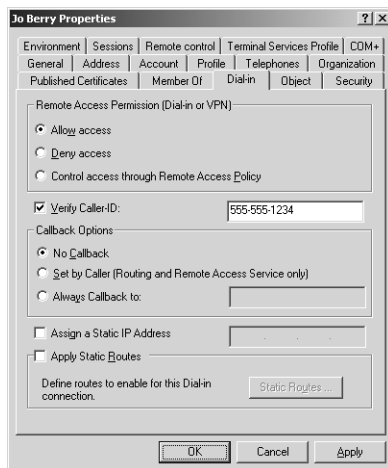 Jo Berry Properties
Environment Sessions Remote control Terminal Services Profile COM+
General Address Account Profile Telephones Organization
Published Certificates Member Of Dial-in Object Security
Remote Access Permission (Dial-in or VPN)
Allow access
Deny access
Control access through Remote Access Policy
Verify Caller-ID: 555-555-1234
Callback Options
No Callback
Set by Caller (Routing and Remote Access Service only)
Always Callback to:
Assign a Static IP Address
Apply Static Routes
Define routes to enable for this Dial-in
connection.
Static Routes ...
OK Cancel Apply